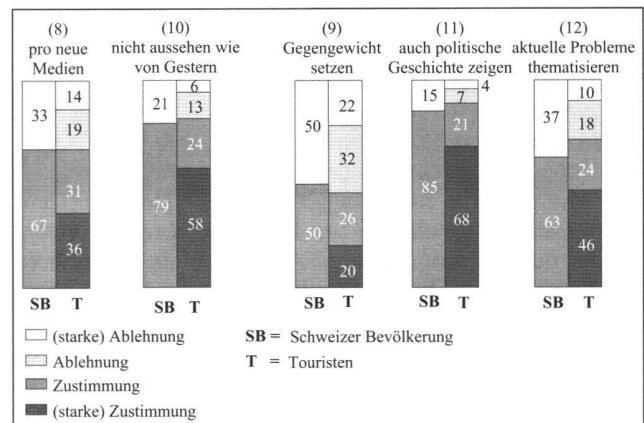 (8)
pro neue
Medien
(10)
nicht aussehen wie
von Gestern
(9)
Gegengewicht
setzen
(11)
auch politische
Geschichte zeigen
(12)
aktuelle Probleme
thematisieren
33 14
19
67 31
36
21 6
13
79 24
58
50 22
32
50 26
20
15 4
7
85 21
68
37 10
18
63 24
46
SB T
SB T
SB T
SB T
SB T
(starke) Ablehnung
Ablehnung
Zustimmung
(starke) Zustimmung
SB = Schweizer Bevölkerung
T = Touristen